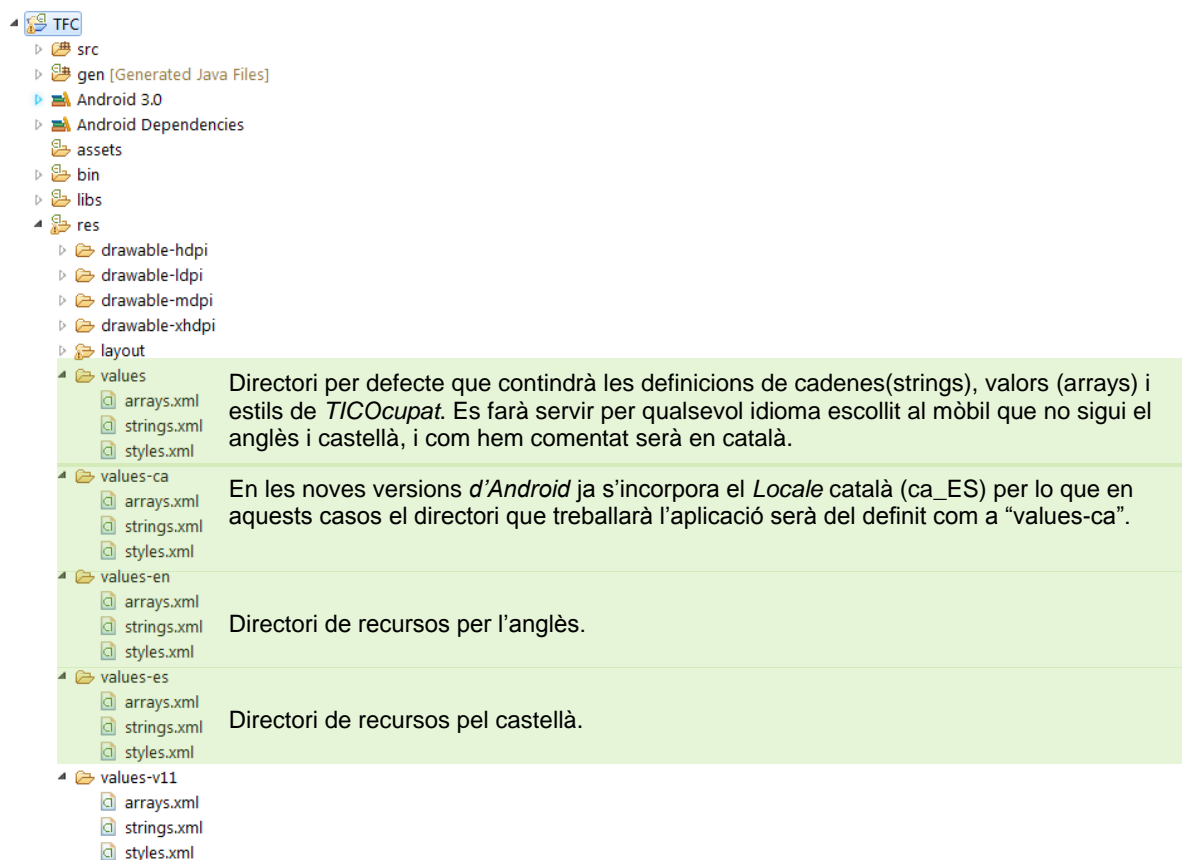 TFC
src
gen [Generated Java Files]
Android 3.0
Android Dependencies
assets
bin
libs
res
drawable-hdpi
drawable-ldpi
drawable-mdpi
drawable-xhdpi
layout
values
arrays.xml
strings.xml
styles.xml
Directori per defecte que contindrà les definicions de cadenes(strings), valors (arrays) i
estils de TICOcupat. Es farà servir per qualsevol idioma escollit al mòbil que no sigui el
anglès i castellà, i com hem comentat serà en català.
values-ca
arrays.xml
strings.xml
styles.xml
En les noves versions d’Android ja s’incorpora el Locale català (ca_ES) per lo que en
aquests casos el directori que treballarà l’aplicació serà del definit com a “values-ca”.
values-en
arrays.xml
strings.xml
styles.xml
Directori de recursos per l’anglès.
values-es
arrays.xml
strings.xml
styles.xml
Directori de recursos pel castellà.
values-v11
arrays.xml
strings.xml
styles.xml